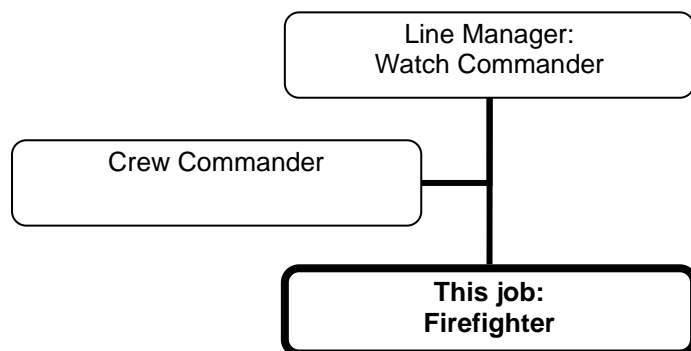 Line Manager:
Watch Commander
Crew Commander
This job:
Firefighter